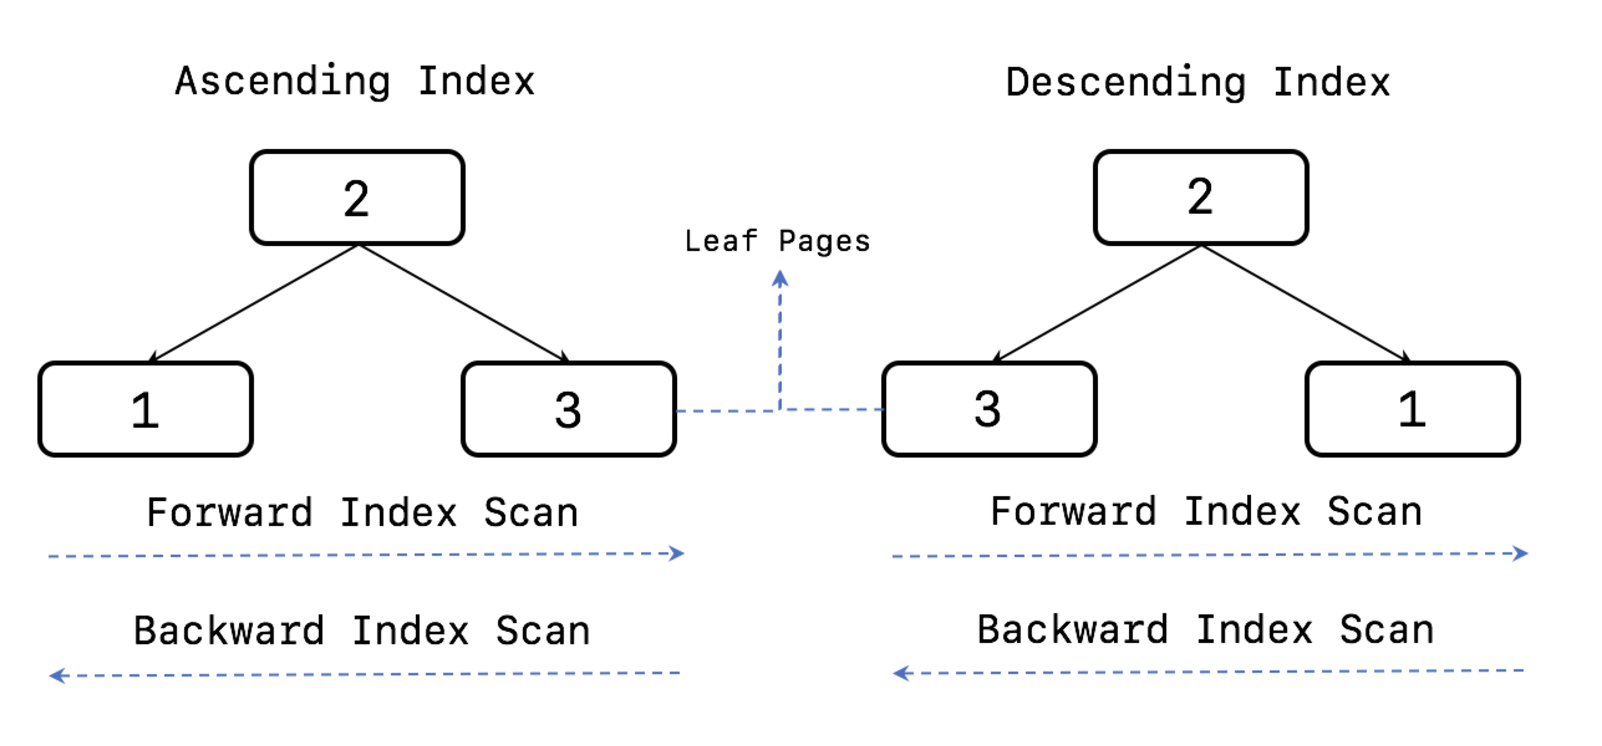 Ascending Index
Descending Index
2
2
Leaf Pages
1
3
3
1
Forward Index Scan
Forward Index Scan
Backward Index Scan
Backward Index Scan